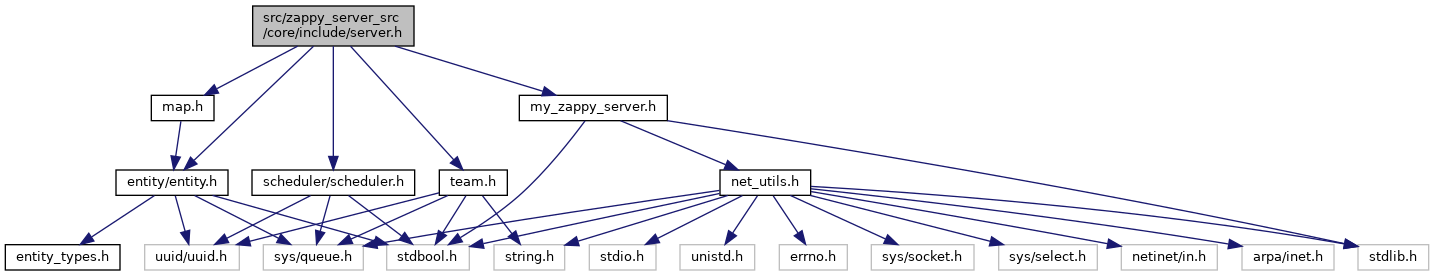 src/zappy_server_src
/core/include/server.h
map.h
my_zappy_server.h
entity/entity.h
scheduler/scheduler.h
team.h
net_utils.h
entity_types.h
uuid/uuid.h
sys/queue.h
stdbool.h
string.h
stdio.h
unistd.h
errno.h
sys/socket.h
sys/select.h
netinet/in.h
arpa/inet.h
stdlib.h